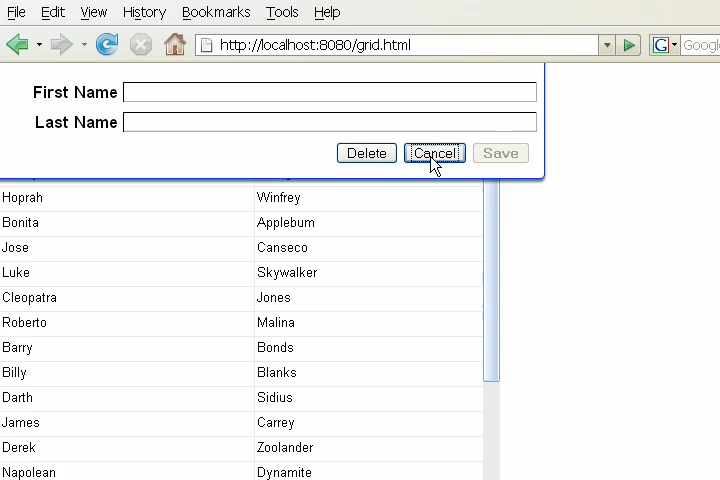 File Edit View History Bookmarks Tools Help
http://localhost:8080/grid.html G Google
First Name
Last Name
Delete Cancel Save
Hoprah Winfrey
Bonita Applebum
Jose Canseco
Luke Skywalker
Cleopatra Jones
Roberto Malina
Barry Bonds
Billy Blanks
Darth Sidius
James Carrey
Derek Zoolander
Napolean Dynamite